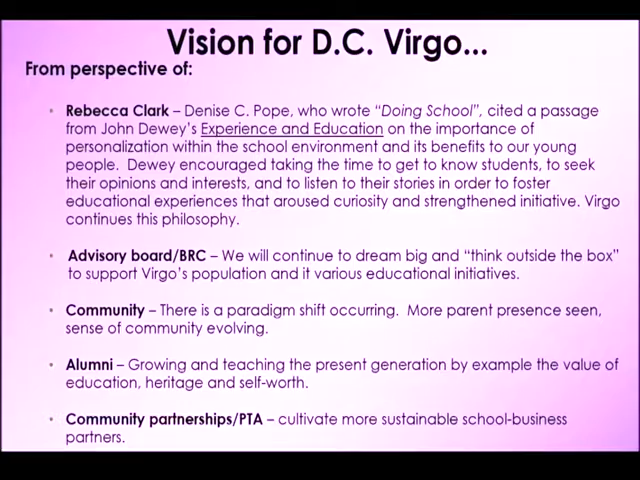 Vision for D.C. Virgo...
From perspective of:
• Rebecca Clark – Denise C. Pope, who wrote "Doing School", cited a passage
from John Dewey's Experience and Education on the importance of
personalization within the school environment and its benefits to our young
people. Dewey encouraged taking the time to get to know students, to seek
their opinions and interests, and to listen to their stories in order to foster
educational experiences that aroused curiosity and strengthened initiative. Virgo
continues this philosophy.
• Advisory board/BRC – We will continue to dream big and "think outside the box"
to support Virgo's population and it various educational initiatives.
• Community – There is a paradigm shift occurring. More parent presence seen,
sense of community evolving.
• Alumni – Growing and teaching the present generation by example the value of
education, heritage and self-worth.
• Community partnerships/PTA – cultivate more sustainable school-business
partners.